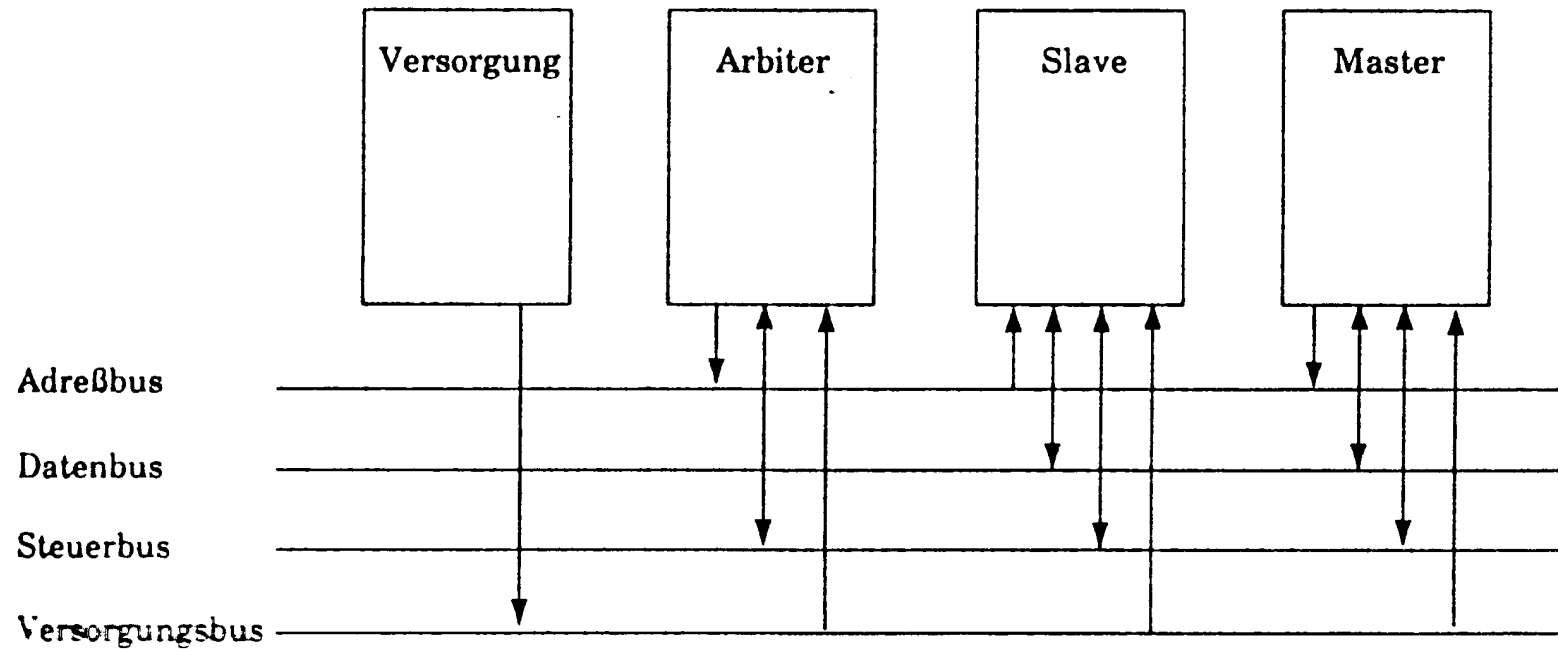 Versorgung
Arbiter
Slave
Master
Adreßbus
Datenbus
Steuerbus
Versorgungsbus